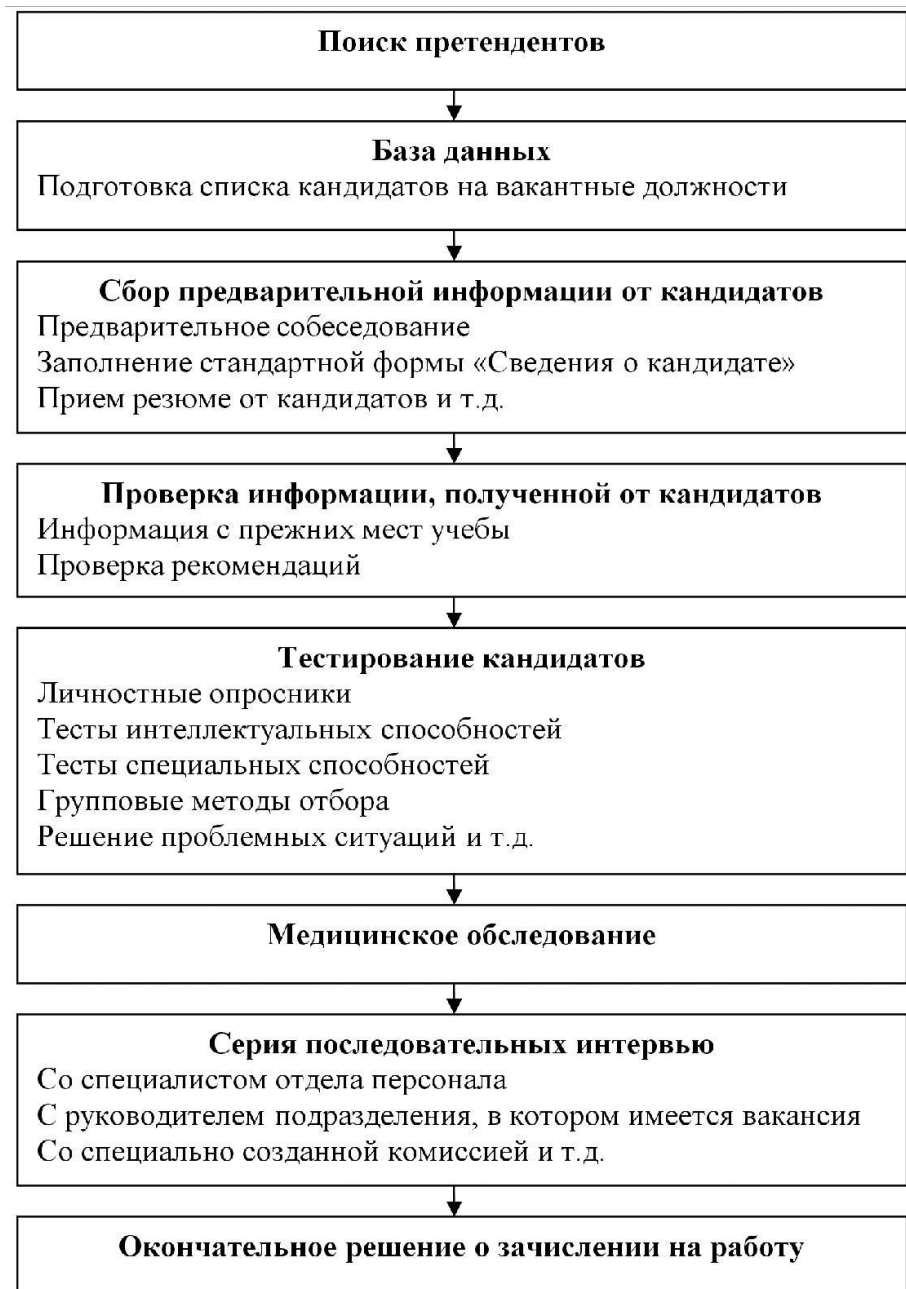 Поиск претендентов
База данных
Подготовка списка кандидатов на вакантные должности
Сбор предварительной информации от кандидатов
Предварительное собеседование
Заполнение стандартной формы «Сведения о кандидате»
Прием резюме от кандидатов и т.д.
Проверка информации, полученной от кандидатов
Информация с прежних мест учебы
Проверка рекомендаций
Тестирование кандидатов
Личностные опросники
Тесты интеллектуальных способностей
Тесты специальных способностей
Групповые методы отбора
Решение проблемных ситуаций и т.д.
Медицинское обследование
Серия последовательных интервью
Со специалистом отдела персонала
С руководителем подразделения, в котором имеется вакансия
Со специально созданной комиссией и т.д.
Окончательное решение о зачислении на работу